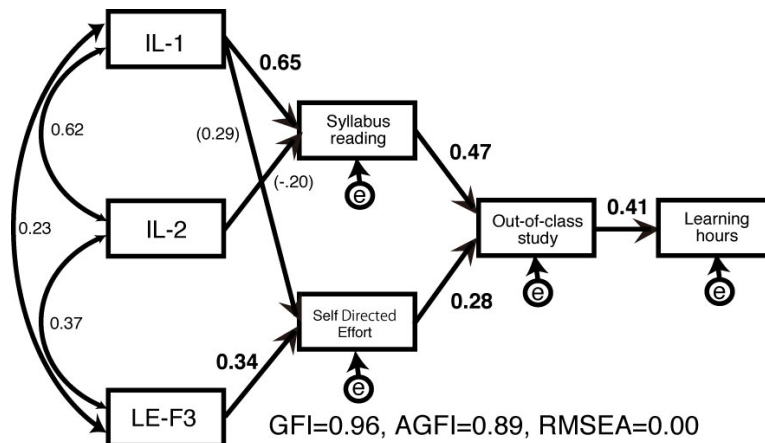 IL-1
0.65
(0.29)
Syllabus
reading
0.62
0.47
(-.20)
e
0.41
IL-2
Out-of-class
study
Learning
hours
0.23
e
e
0.28
Self Directed
Effort
0.37
0.34
e
LE-F3
GFI=0.96, AGFI=0.89, RMSEA=0.00